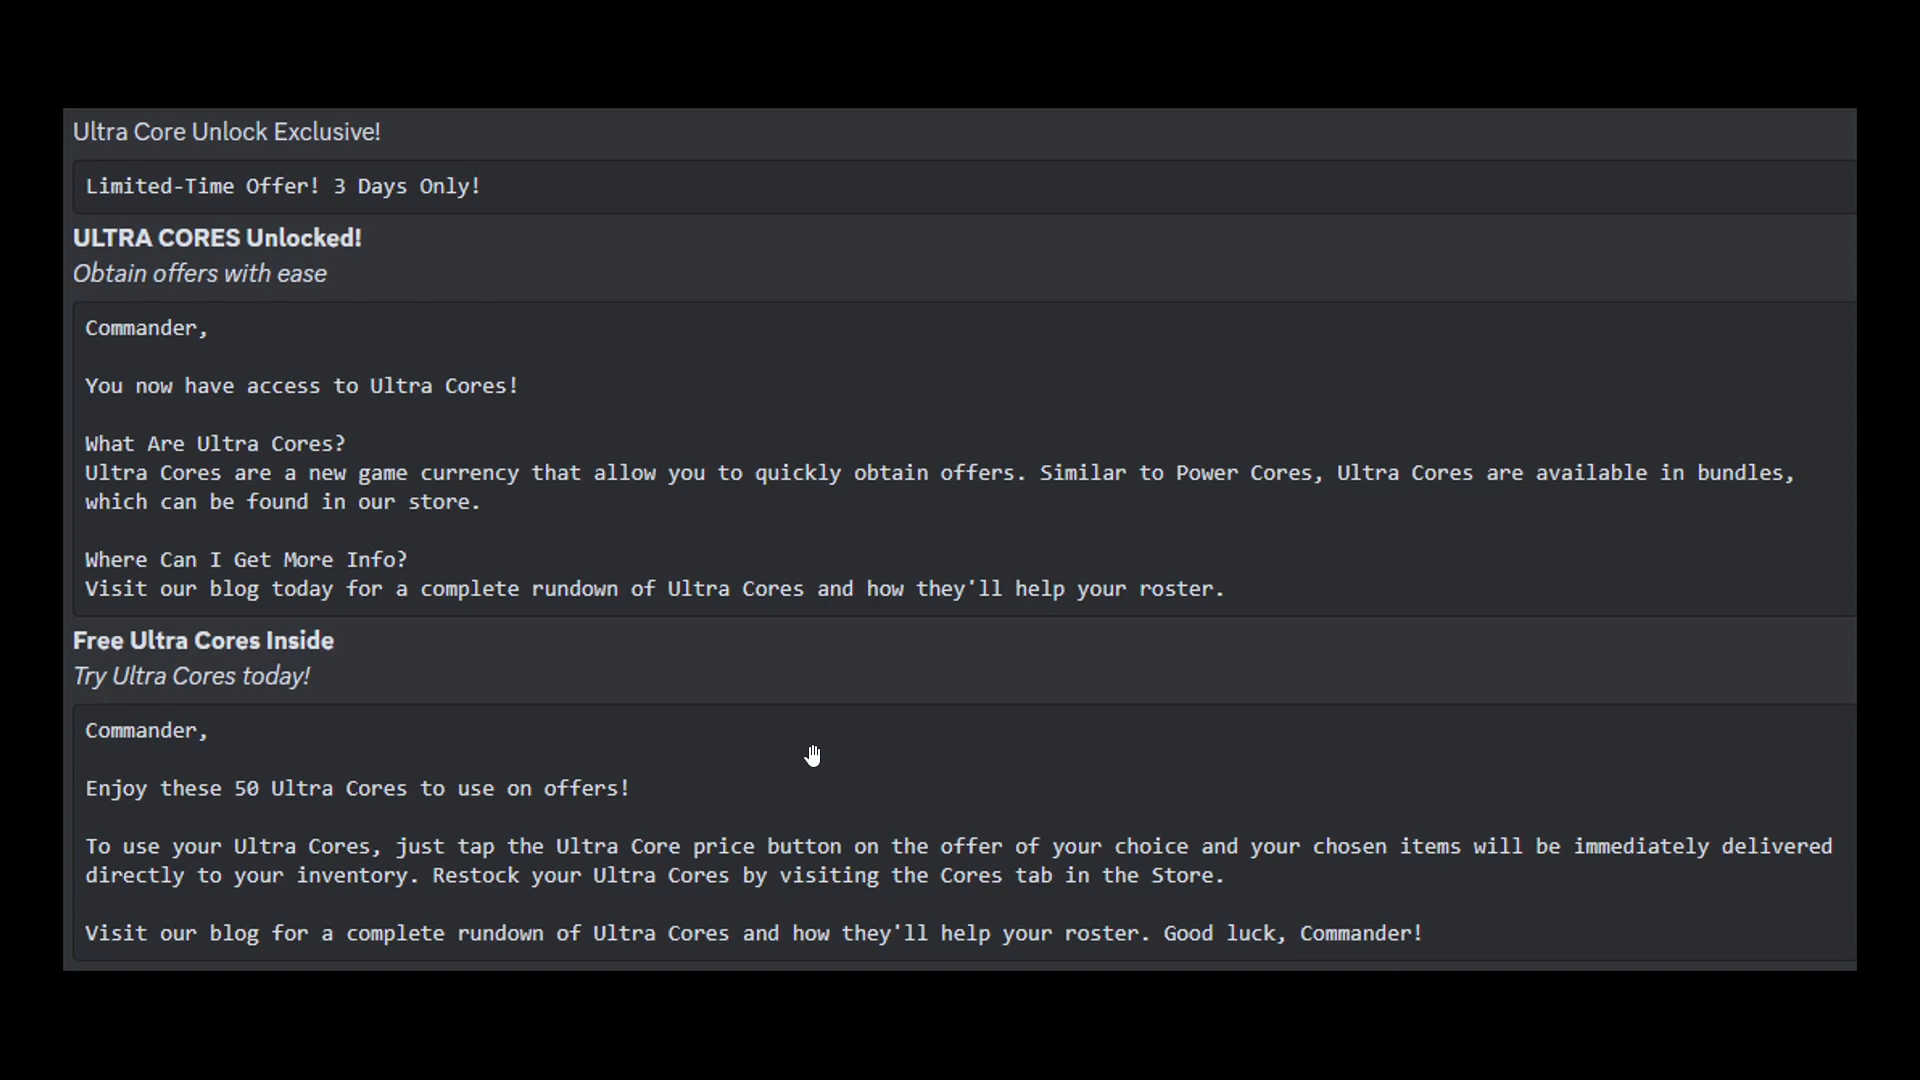 Ultra Core Unlock Exclusive!
Limited-Time Offer! 3 Days Only!
ULTRA CORES Unlocked!
Obtain offers with ease
Commander,
You now have access to Ultra Cores!
What Are Ultra Cores?
Ultra Cores are a new game currency that allow you to quickly obtain offers. Similar to Power Cores, Ultra Cores are available in bundles,
which can be found in our store.
Where Can I Get More Info?
Visit our blog today for a complete rundown of Ultra Cores and how they'll help your roster.
Free Ultra Cores Inside
Try Ultra Cores today!
Commander,
Enjoy these 50 Ultra Cores to use on offers!
To use your Ultra Cores, just tap the Ultra Core price button on the offer of your choice and your chosen items will be immediately delivered
directly to your inventory. Restock your Ultra Cores by visiting the Cores tab in the Store.
Visit our blog for a complete rundown of Ultra Cores and how they'll help your roster. Good luck, Commander!